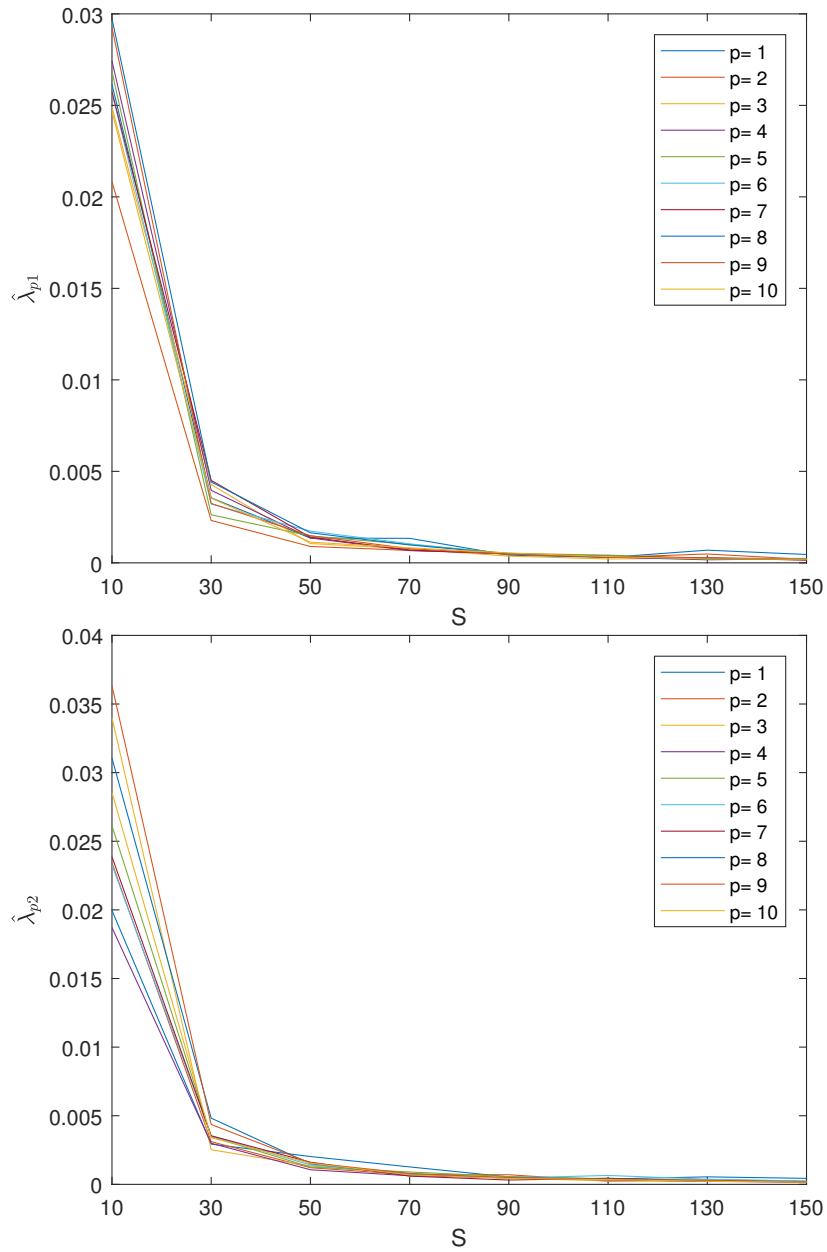 0.03
0.025
0.02
0.015
0.01
0.005
0
10 30 50 70 90 110 130 150
S
λ̂p1
p= 1
p= 2
p= 3
p= 4
p= 5
p= 6
p= 7
p= 8
p= 9
p= 10
0.04
0.035
0.03
0.025
0.02
0.015
0.01
0.005
0
10 30 50 70 90 110 130 150
S
λ̂p2
p= 1
p= 2
p= 3
p= 4
p= 5
p= 6
p= 7
p= 8
p= 9
p= 10